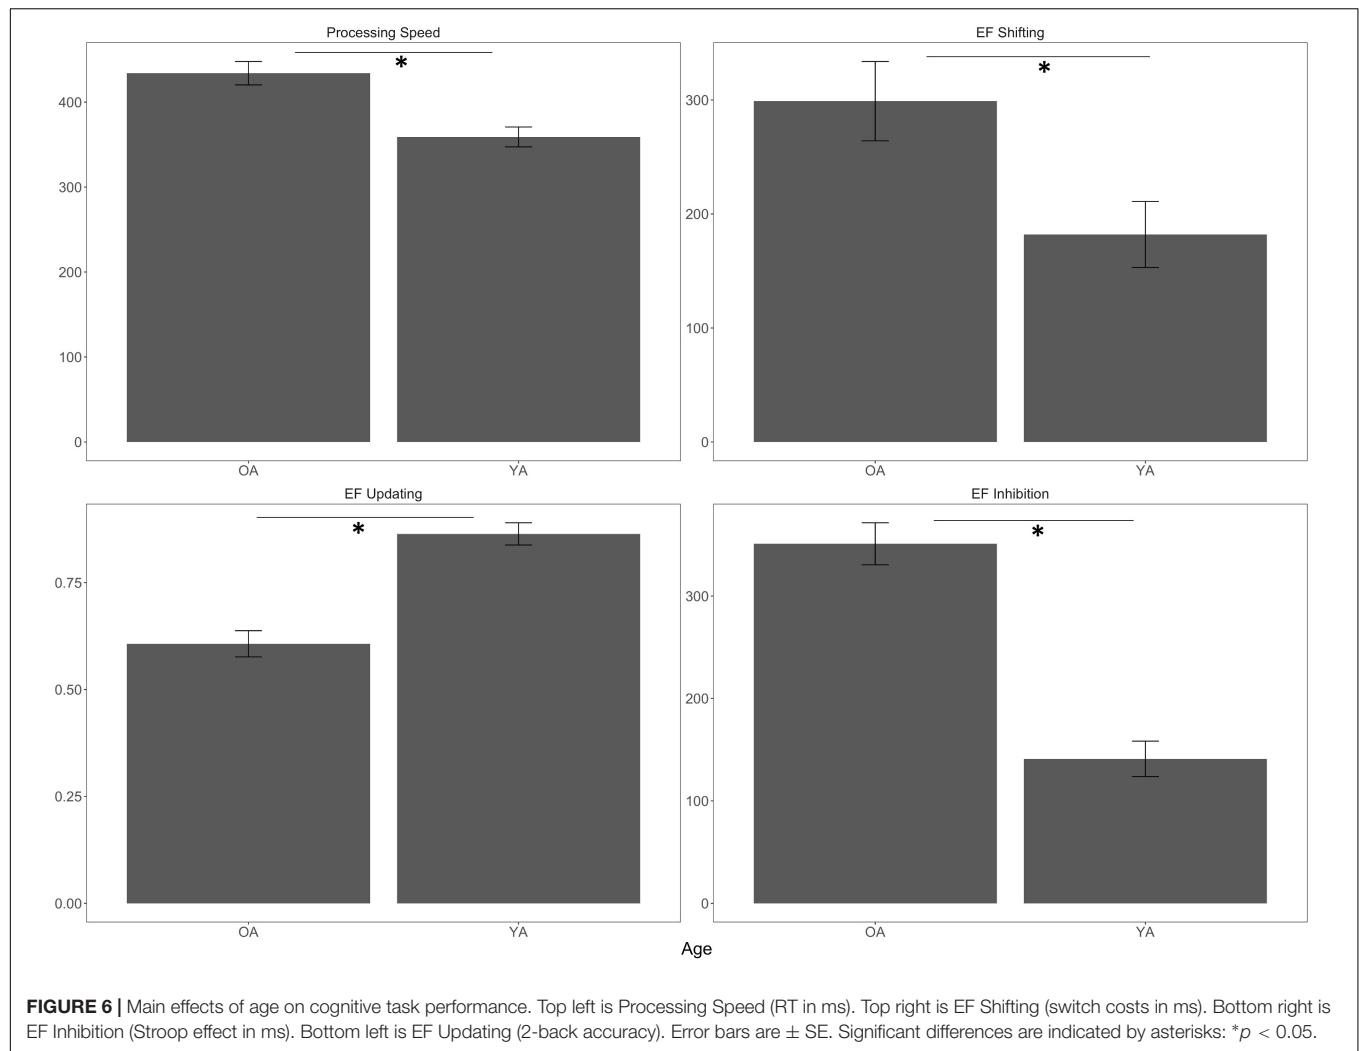 Processing Speed
*
400
300
200
100
0
OA YA
EF Shifting
*
300
200
100
0
OA YA
EF Updating
*
0.75
0.50
0.25
0.00
OA YA
EF Inhibition
*
300
200
100
0
OA YA
Age
FIGURE 6 | Main effects of age on cognitive task performance. Top left is Processing Speed (RT in ms). Top right is EF Shifting (switch costs in ms). Bottom right is
EF Inhibition (Stroop effect in ms). Bottom left is EF Updating (2-back accuracy). Error bars are ± SE. Significant differences are indicated by asterisks: *p < 0.05.